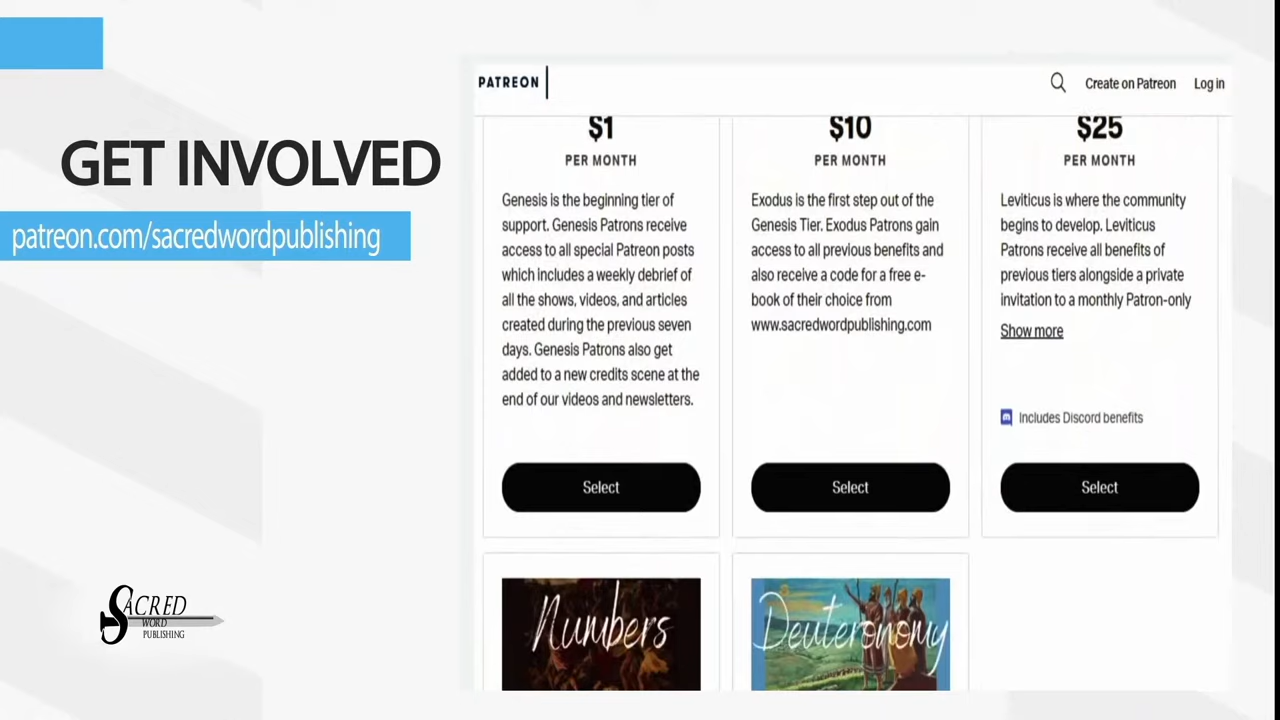 GET INVOLVED
patreon.com/sacredwordpublishing
PATREON
Create on Patreon
Log in
$1
PER MONTH
Genesis is the beginning tier of
support. Genesis Patrons receive
access to all special Patreon posts
which includes a weekly debrief of
all the shows, videos, and articles
created during the previous seven
days. Genesis Patrons also get
added to a new credits scene at the
end of our videos and newsletters.
Select
$10
PER MONTH
Exodus is the first step out of the
Genesis Tier. Exodus Patrons gain
access to all previous benefits and
also receive a code for a free e-
book of their choice from
www.sacredwordpublishing.com
Select
$25
PER MONTH
Leviticus is where the community
begins to develop. Leviticus
Patrons receive all benefits of
previous tiers alongside a private
invitation to a monthly Patron-only
Show more
Includes Discord benefits
Select
Numbers
Deuteronomy
SACRED
WORD
PUBLISHING